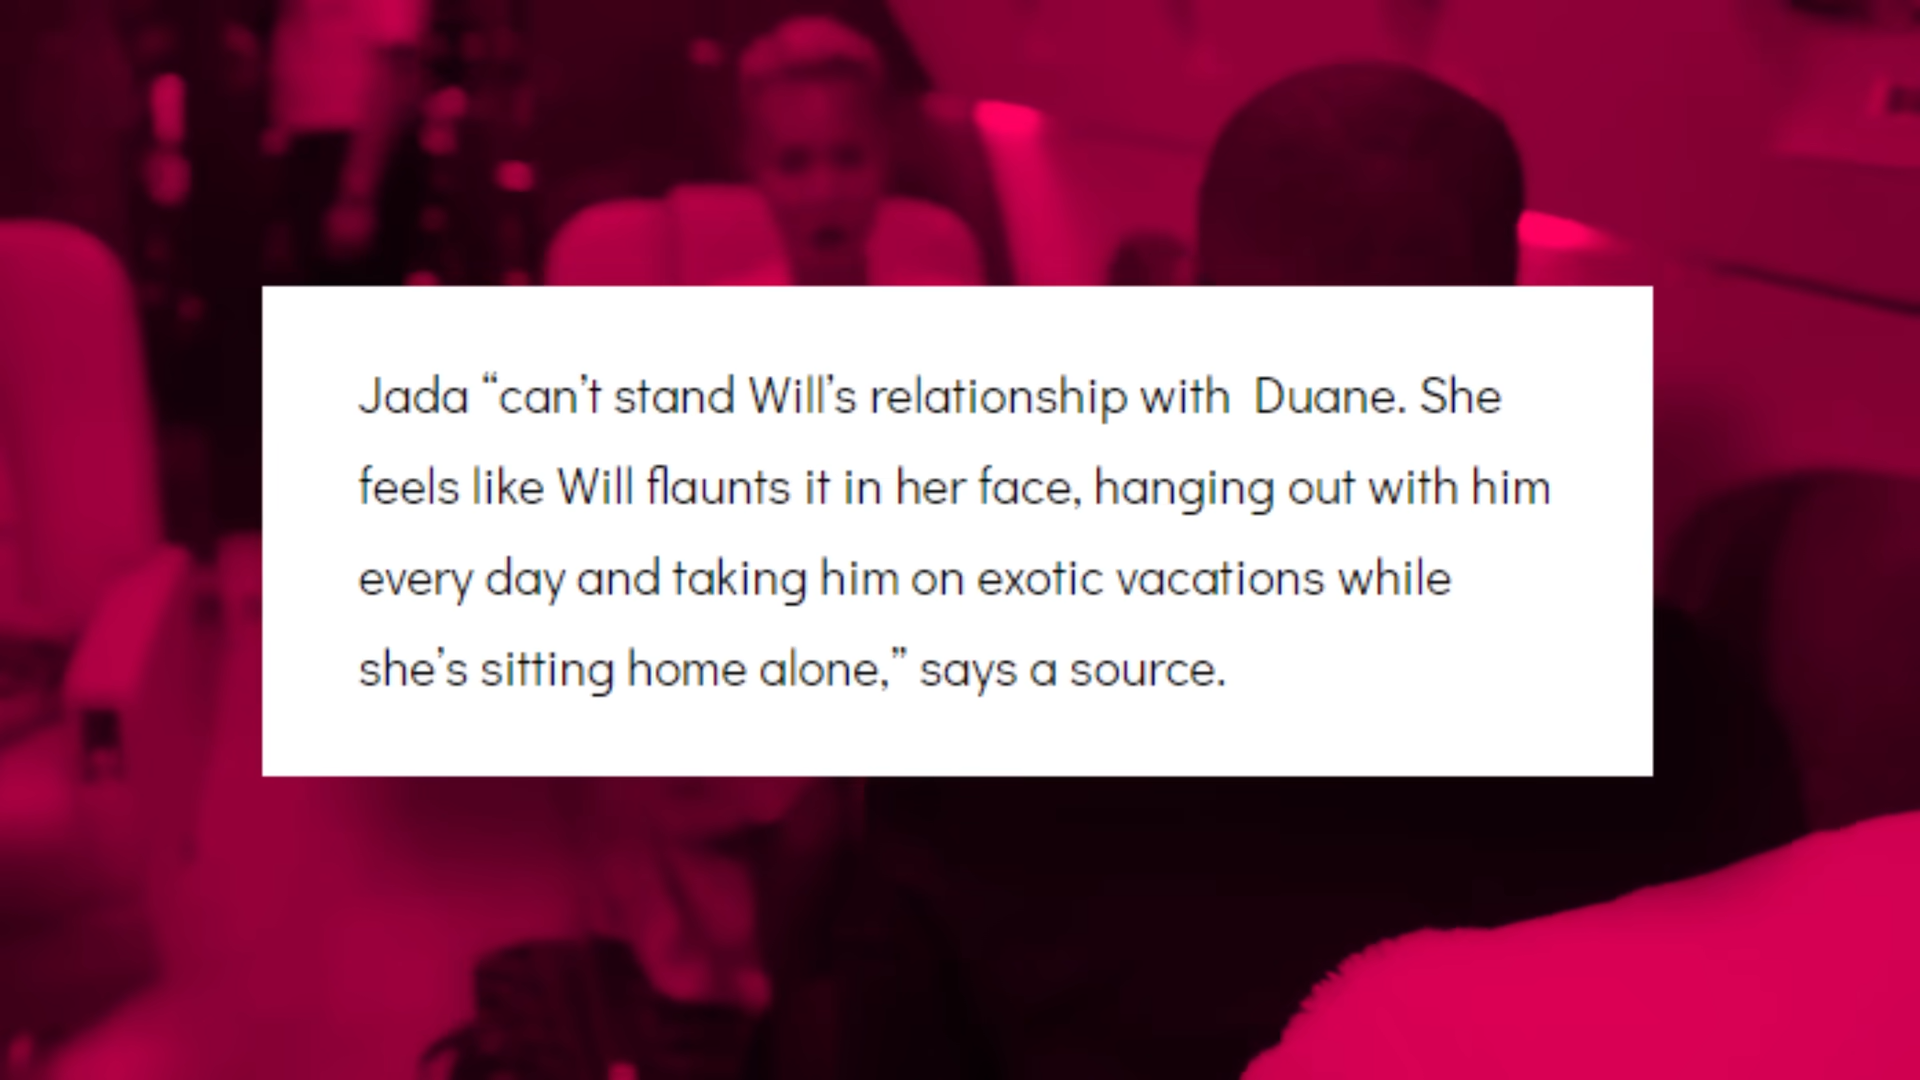 Jada “can’t stand Will’s relationship with  Duane. She
feels like Will flaunts it in her face, hanging out with him
every day and taking him on exotic vacations while
she’s sitting home alone,” says a source.